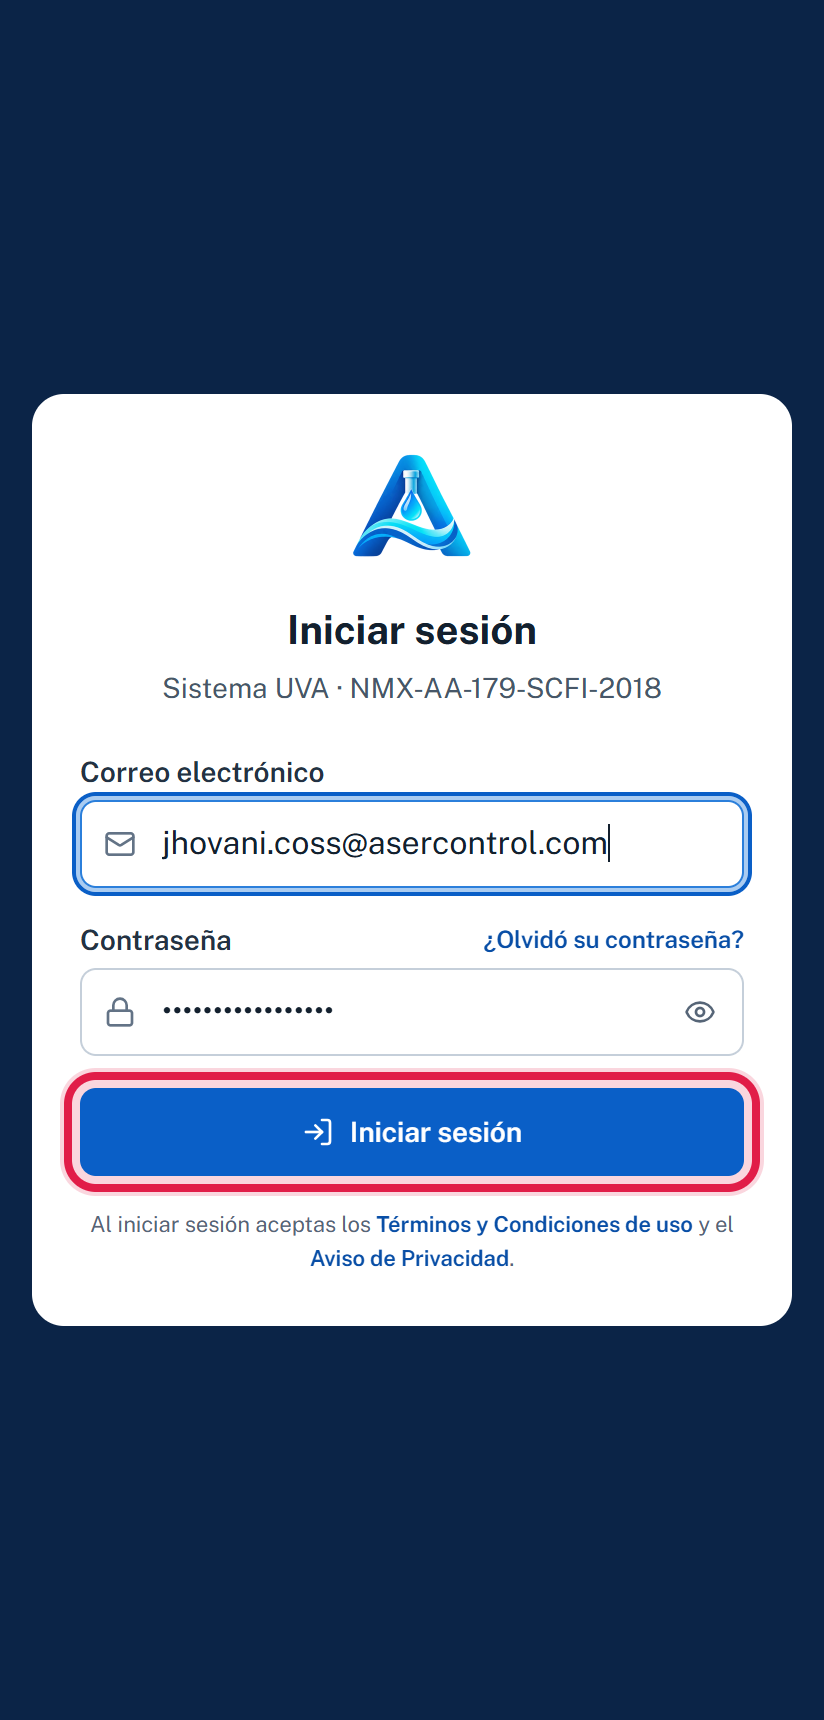 Iniciar sesión
Sistema UVA · NMX-AA-179-SCFI-2018
Correo electrónico
jhovani.coss@asercontrol.com
Contraseña ¿Olvidó su contraseña?
•••••••••••••••••
Iniciar sesión
Al iniciar sesión aceptas los Términos y Condiciones de uso y el
Aviso de Privacidad.